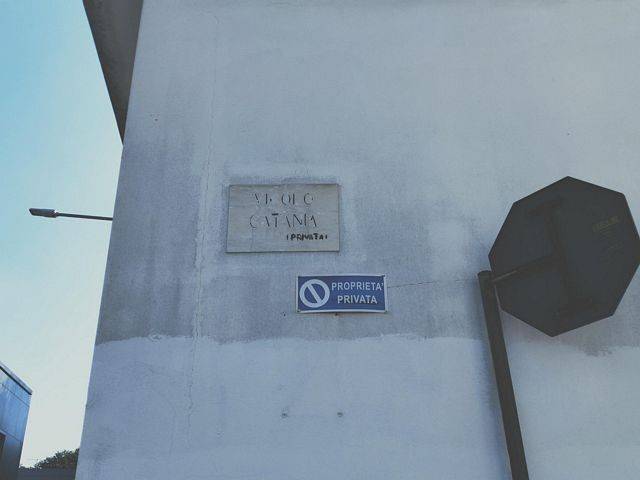 VICOLO
CATANIA
(PRIVATA)
PROPRIETA'
PRIVATA